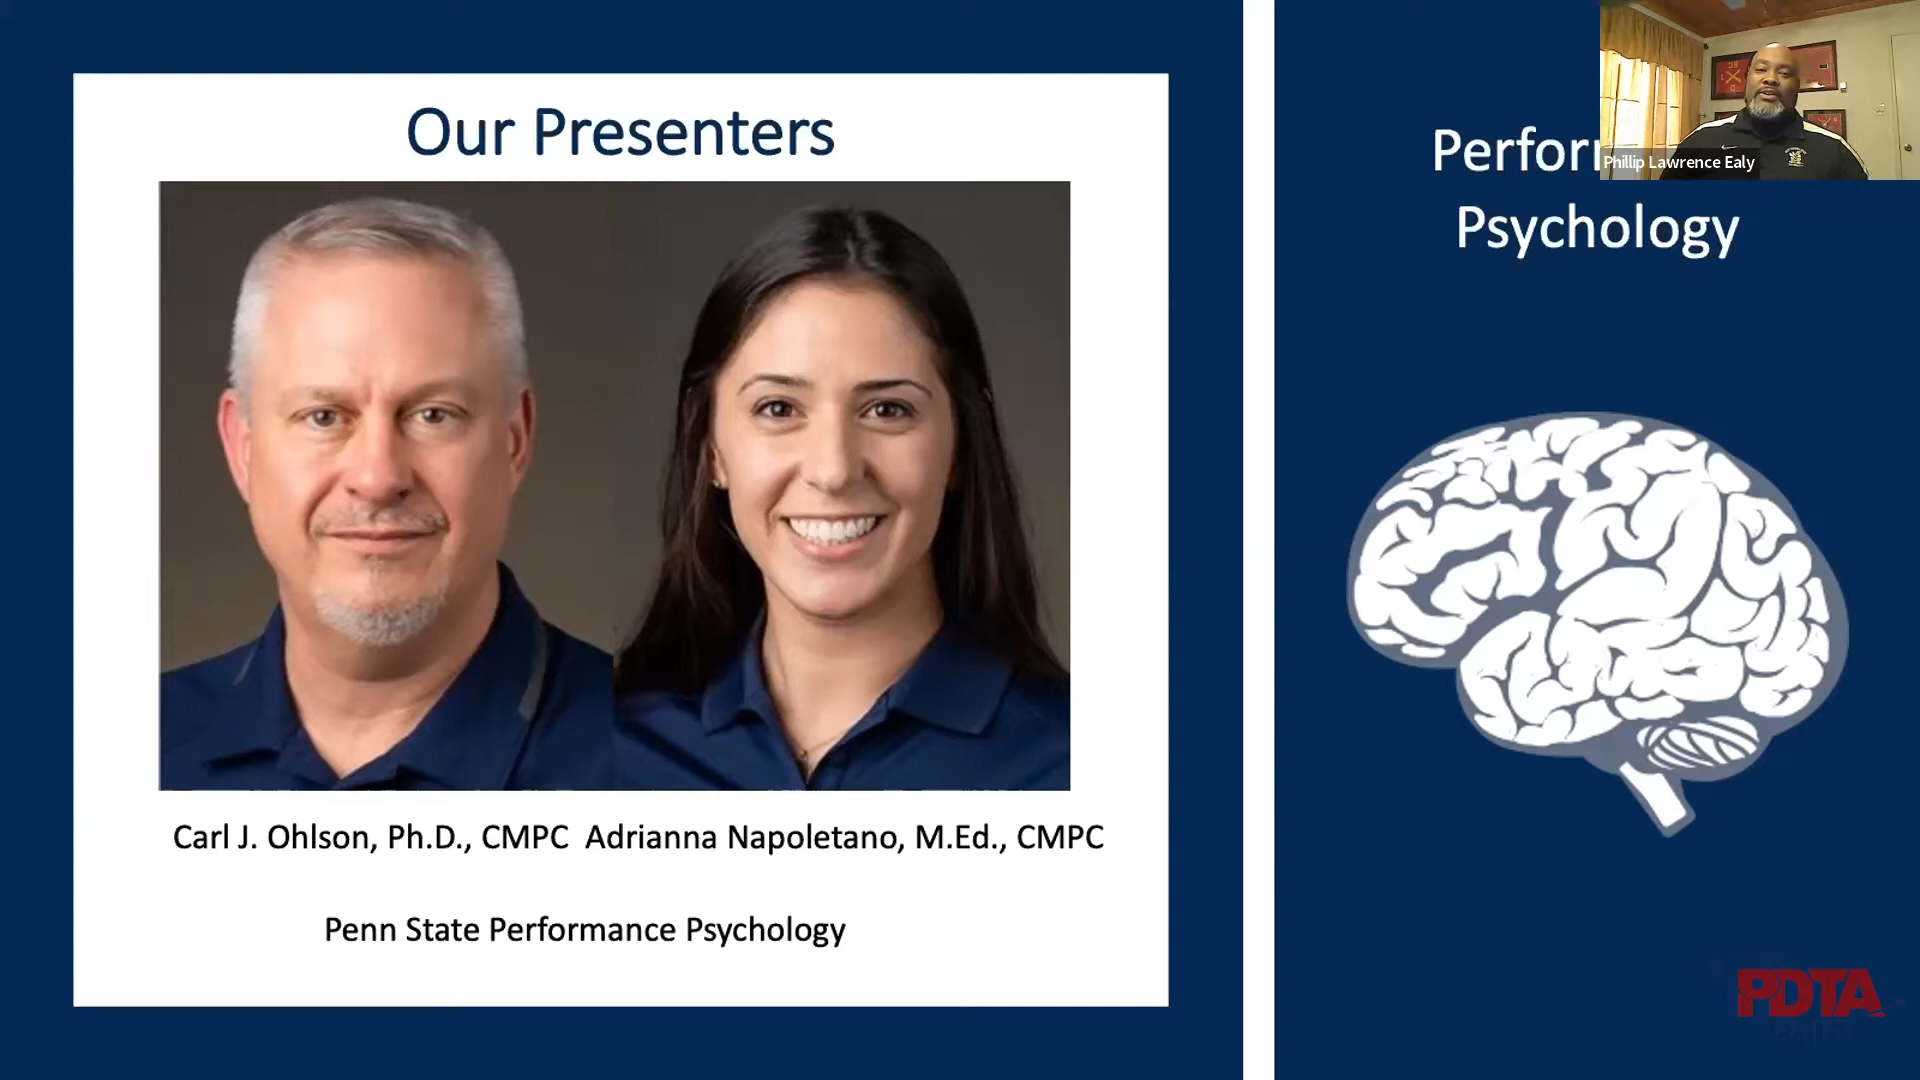 Our Presenters
Carl J. Ohlson, Ph.D., CMPC Adrianna Napoletano, M.Ed., CMPC
Penn State Performance Psychology
Perfor
Psychology
Phillip Lawrence Ealy
PDTA